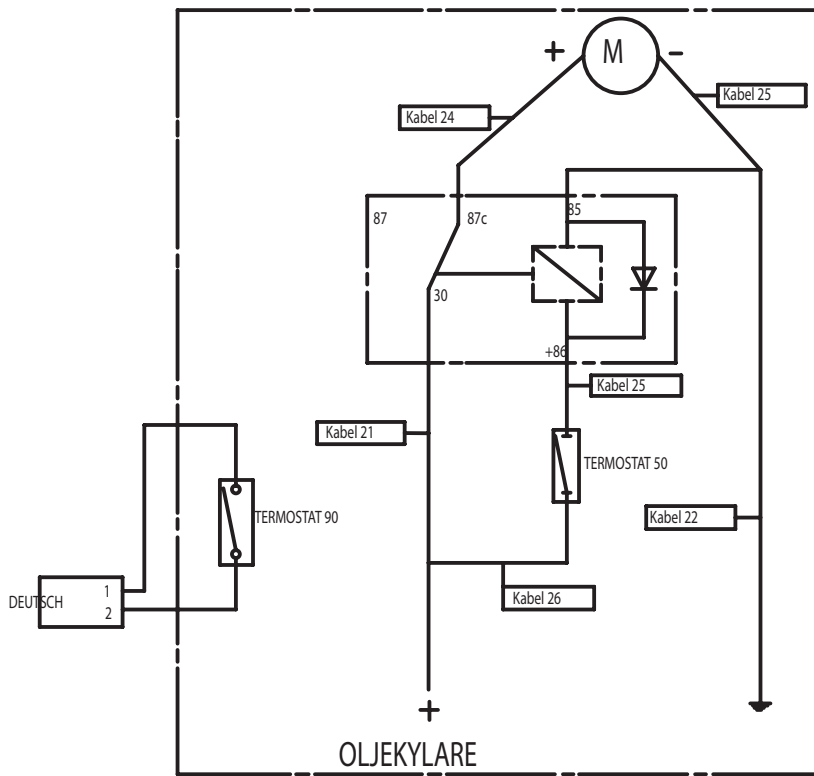 + M -
Kabel 25
Kabel 24
87
87c
85
30
+86
Kabel 25
Kabel 21
TERMOSTAT 50
TERMOSTAT 90
Kabel 22
DEUTSCH
1
2
Kabel 26
+
OLJEKYLARE